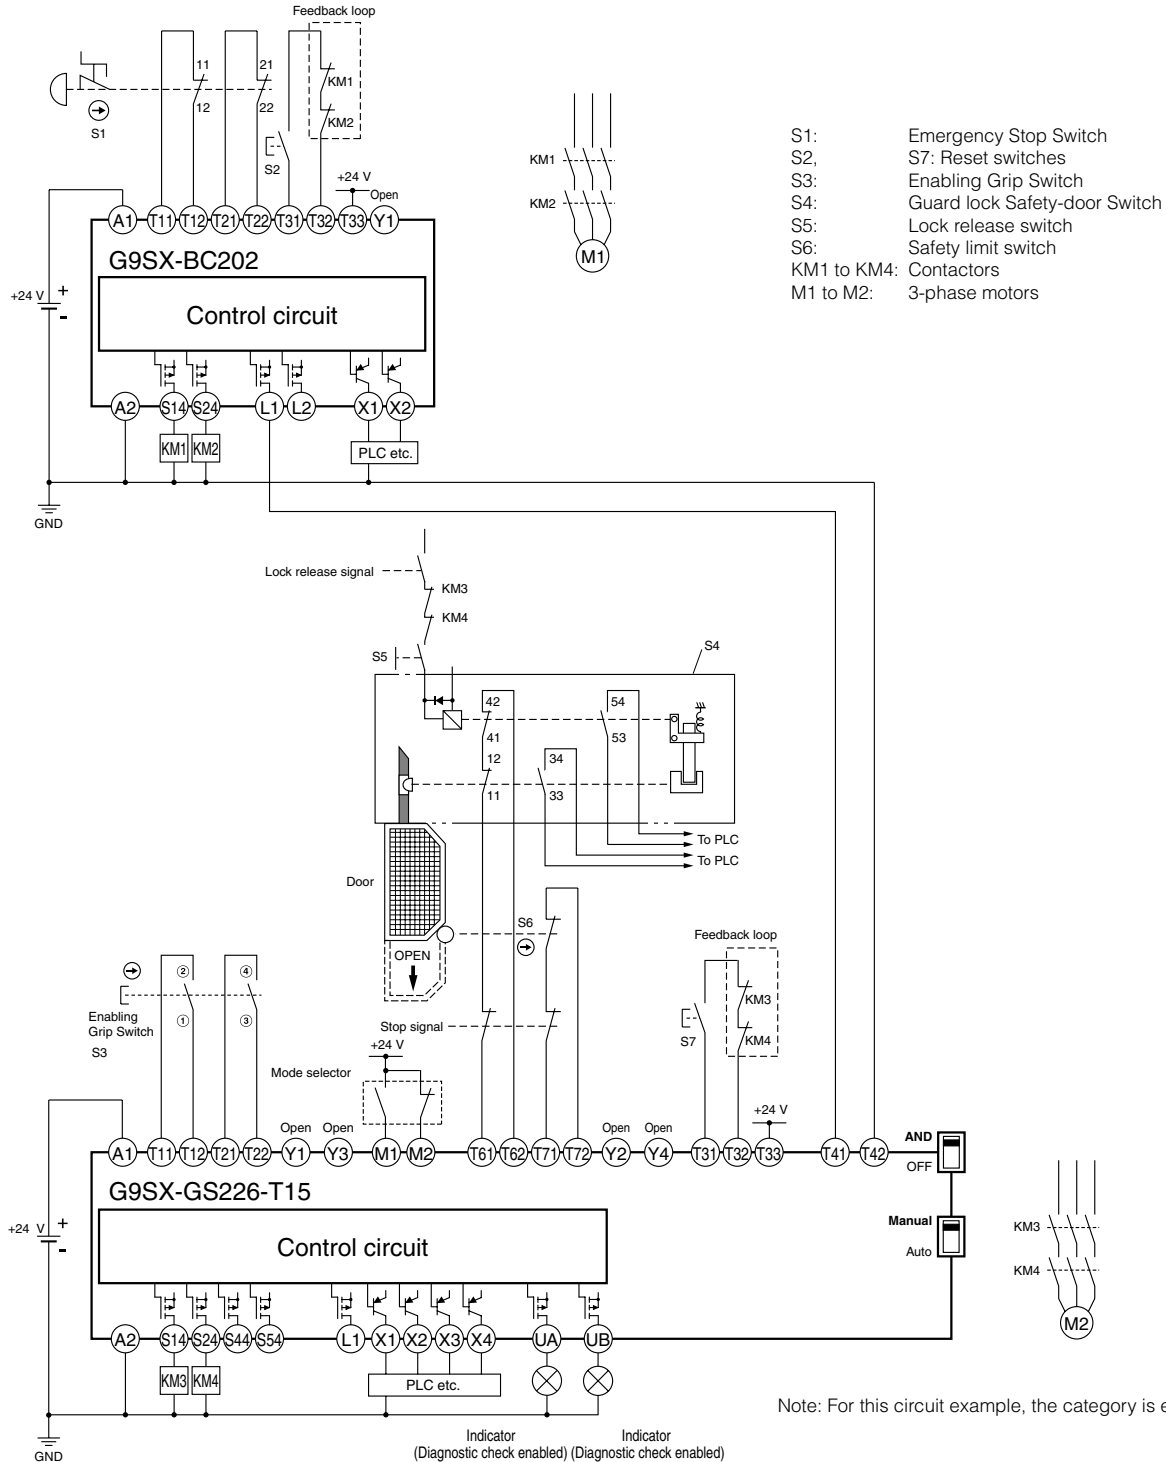 Feedback loop
11
21
KM1
12
22
KM2
S1
S2
+24 V
Open
A1 T11 T12 T21 T22 T31 T32 T33 Y1
G9SX-BC202
+24 V
+
-
Control circuit
A2 S14 S24 L1 L2 X1 X2
KM1 KM2
PLC etc.
GND
KM1
KM2
M1
S1: Emergency Stop Switch
S2, S7: Reset switches
S3: Enabling Grip Switch
S4: Guard lock Safety-door Switch
S5: Lock release switch
S6: Safety limit switch
KM1 to KM4: Contactors
M1 to M2: 3-phase motors
Lock release signal
KM3
KM4
S5
S4
42
54
41
53
12
34
11
33
To PLC
To PLC
Door
S6
OPEN
Feedback loop
② ④
KM3
① ③
Enabling
Grip Switch
S3
Stop signal
S7
KM4
+24 V
Mode selector
+24 V
Open Open Open Open
A1 T11 T12 T21 T22 Y1 Y3 M1 M2 T61 T62 T71 T72 Y2 Y4 T31 T32 T33 T41 T42
AND
OFF
G9SX-GS226-T15
Manual
Auto
+24 V
+
-
Control circuit
KM3
KM4
M2
A2 S14 S24 S44 S54 L1 X1 X2 X3 X4 UA UB
KM3 KM4
PLC etc.
GND
Indicator
(Diagnostic check enabled)
Indicator
(Diagnostic check enabled)
Note: For this circuit example, the category is e